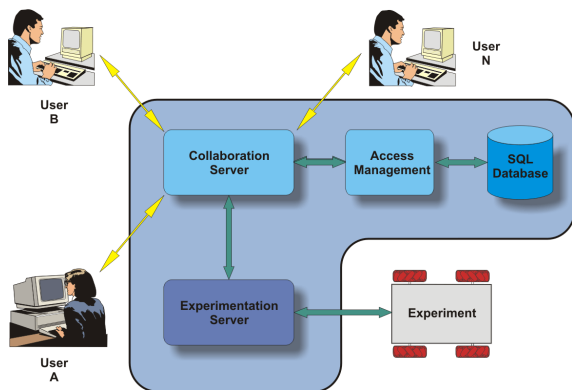 User
B
User
N
Collaboration
Server
Access
Management
SQL
Database
Experimentation
Server
Experiment
User
A